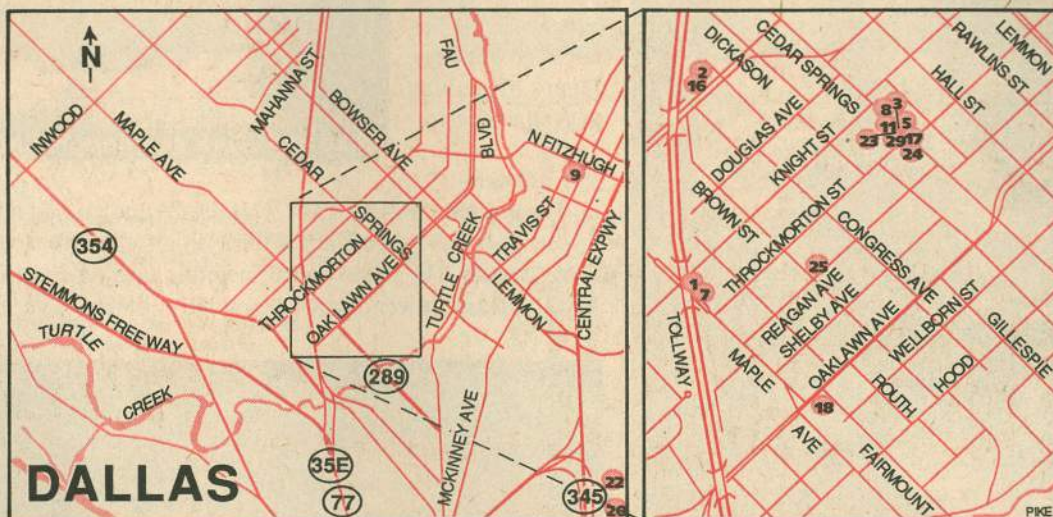 N
INWOOD
MAPLE AVE
MAHANNA ST
CEDAR
SPRINGS
BOWSER AVE
FAU
BLVD
N FITZHUGH
9
354
STEMMONS FREEWAY
TURTLE
CREEK
THROCKMORTON
OAK LAWN AVES
TURTLE CREEK
TRAVIS ST
LEMMON
CENTRAL EXPWY
289
MCKINNEY AVE
35E
77
345
22
26
DALLAS
DICKASON
CEDAR SPRINGS
LEMMON
RAWLINS ST
HALL ST
2
16
8 3
11 5
23 29 17
24
DOUGLAS AVE
KNIGHT ST
BROWN ST
THROCKMORTON ST
CONGRESS AVE
1
7
25
REAGAN AVE
SHELBY AVE
OAKLAWN AVE
WELLBORN ST
GILLESPIE
TOLLWAY
MAPLE
AVE
ROUTH
HOOD
18
FAIRMOUNT
PIKE